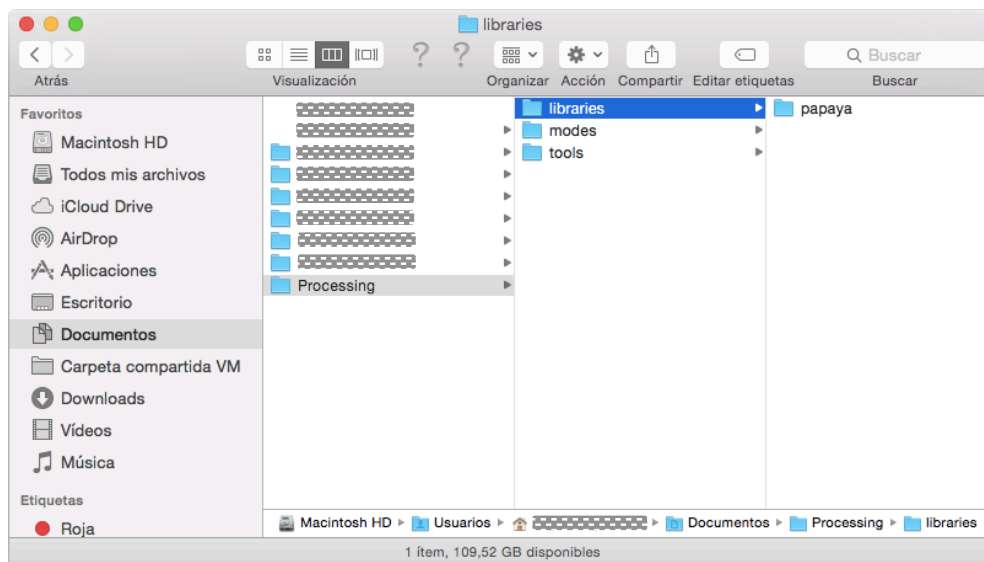 libraries
Atrás
Visualización
Organizar Acción Compartir Editar etiquetas
Buscar
Buscar
Favoritos
Macintosh HD
Todos mis archivos
iCloud Drive
AirDrop
Aplicaciones
Escritorio
Documentos
Carpeta compartida VM
Downloads
Vídeos
Música
Etiquetas
Roja
Processing
libraries
modes
tools
papaya
Macintosh HD Usuarios Documentos Processing libraries
1 ítem, 109,52 GB disponibles